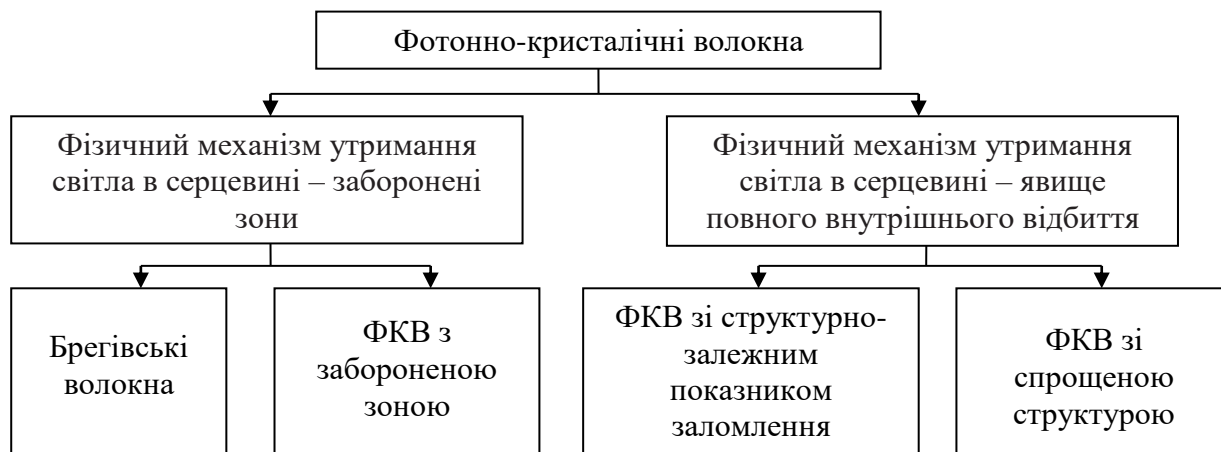 Фотонно-кристалічні волокна
Фізичний механізм утримання
світла в серцевині – заборонені
зони
Фізичний механізм утримання
світла в серцевині – явище
повного внутрішнього відбиття
Брегівські
волокна
ФКВ з
забороненою
зоною
ФКВ зі структурно-
залежним
показником
заломлення
ФКВ зі
спрощеною
структурою